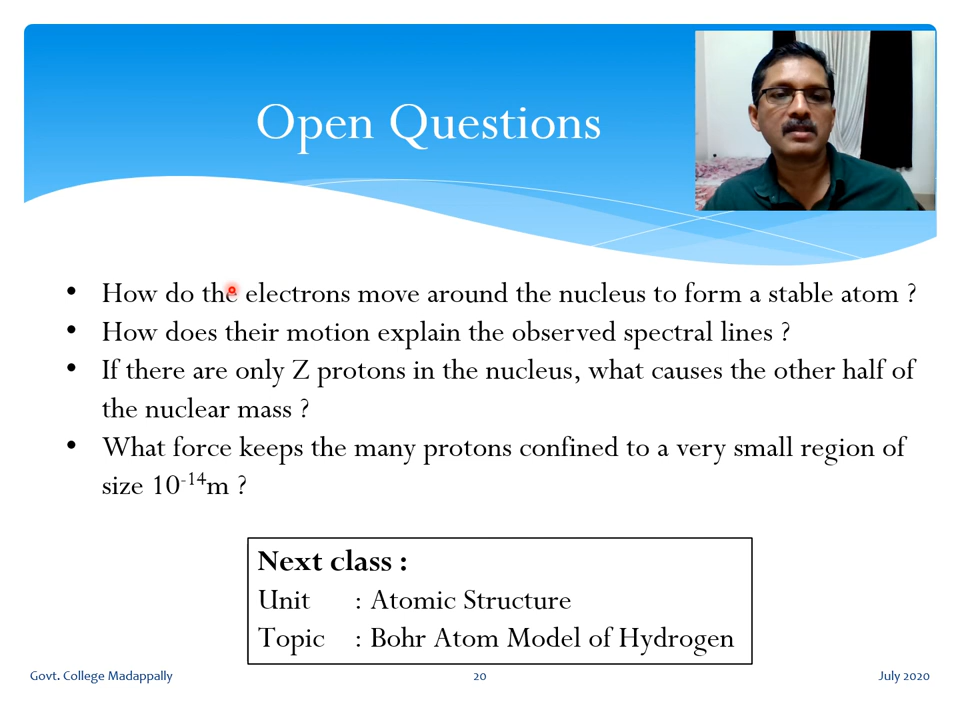 Open Questions
• How do the electrons move around the nucleus to form a stable atom ?
• How does their motion explain the observed spectral lines ?
• If there are only Z protons in the nucleus, what causes the other half of
the nuclear mass ?
• What force keeps the many protons confined to a very small region of
size 10⁻¹⁴m ?
Next class :
Unit : Atomic Structure
Topic : Bohr Atom Model of Hydrogen
Govt. College Madappally 20 July 2020